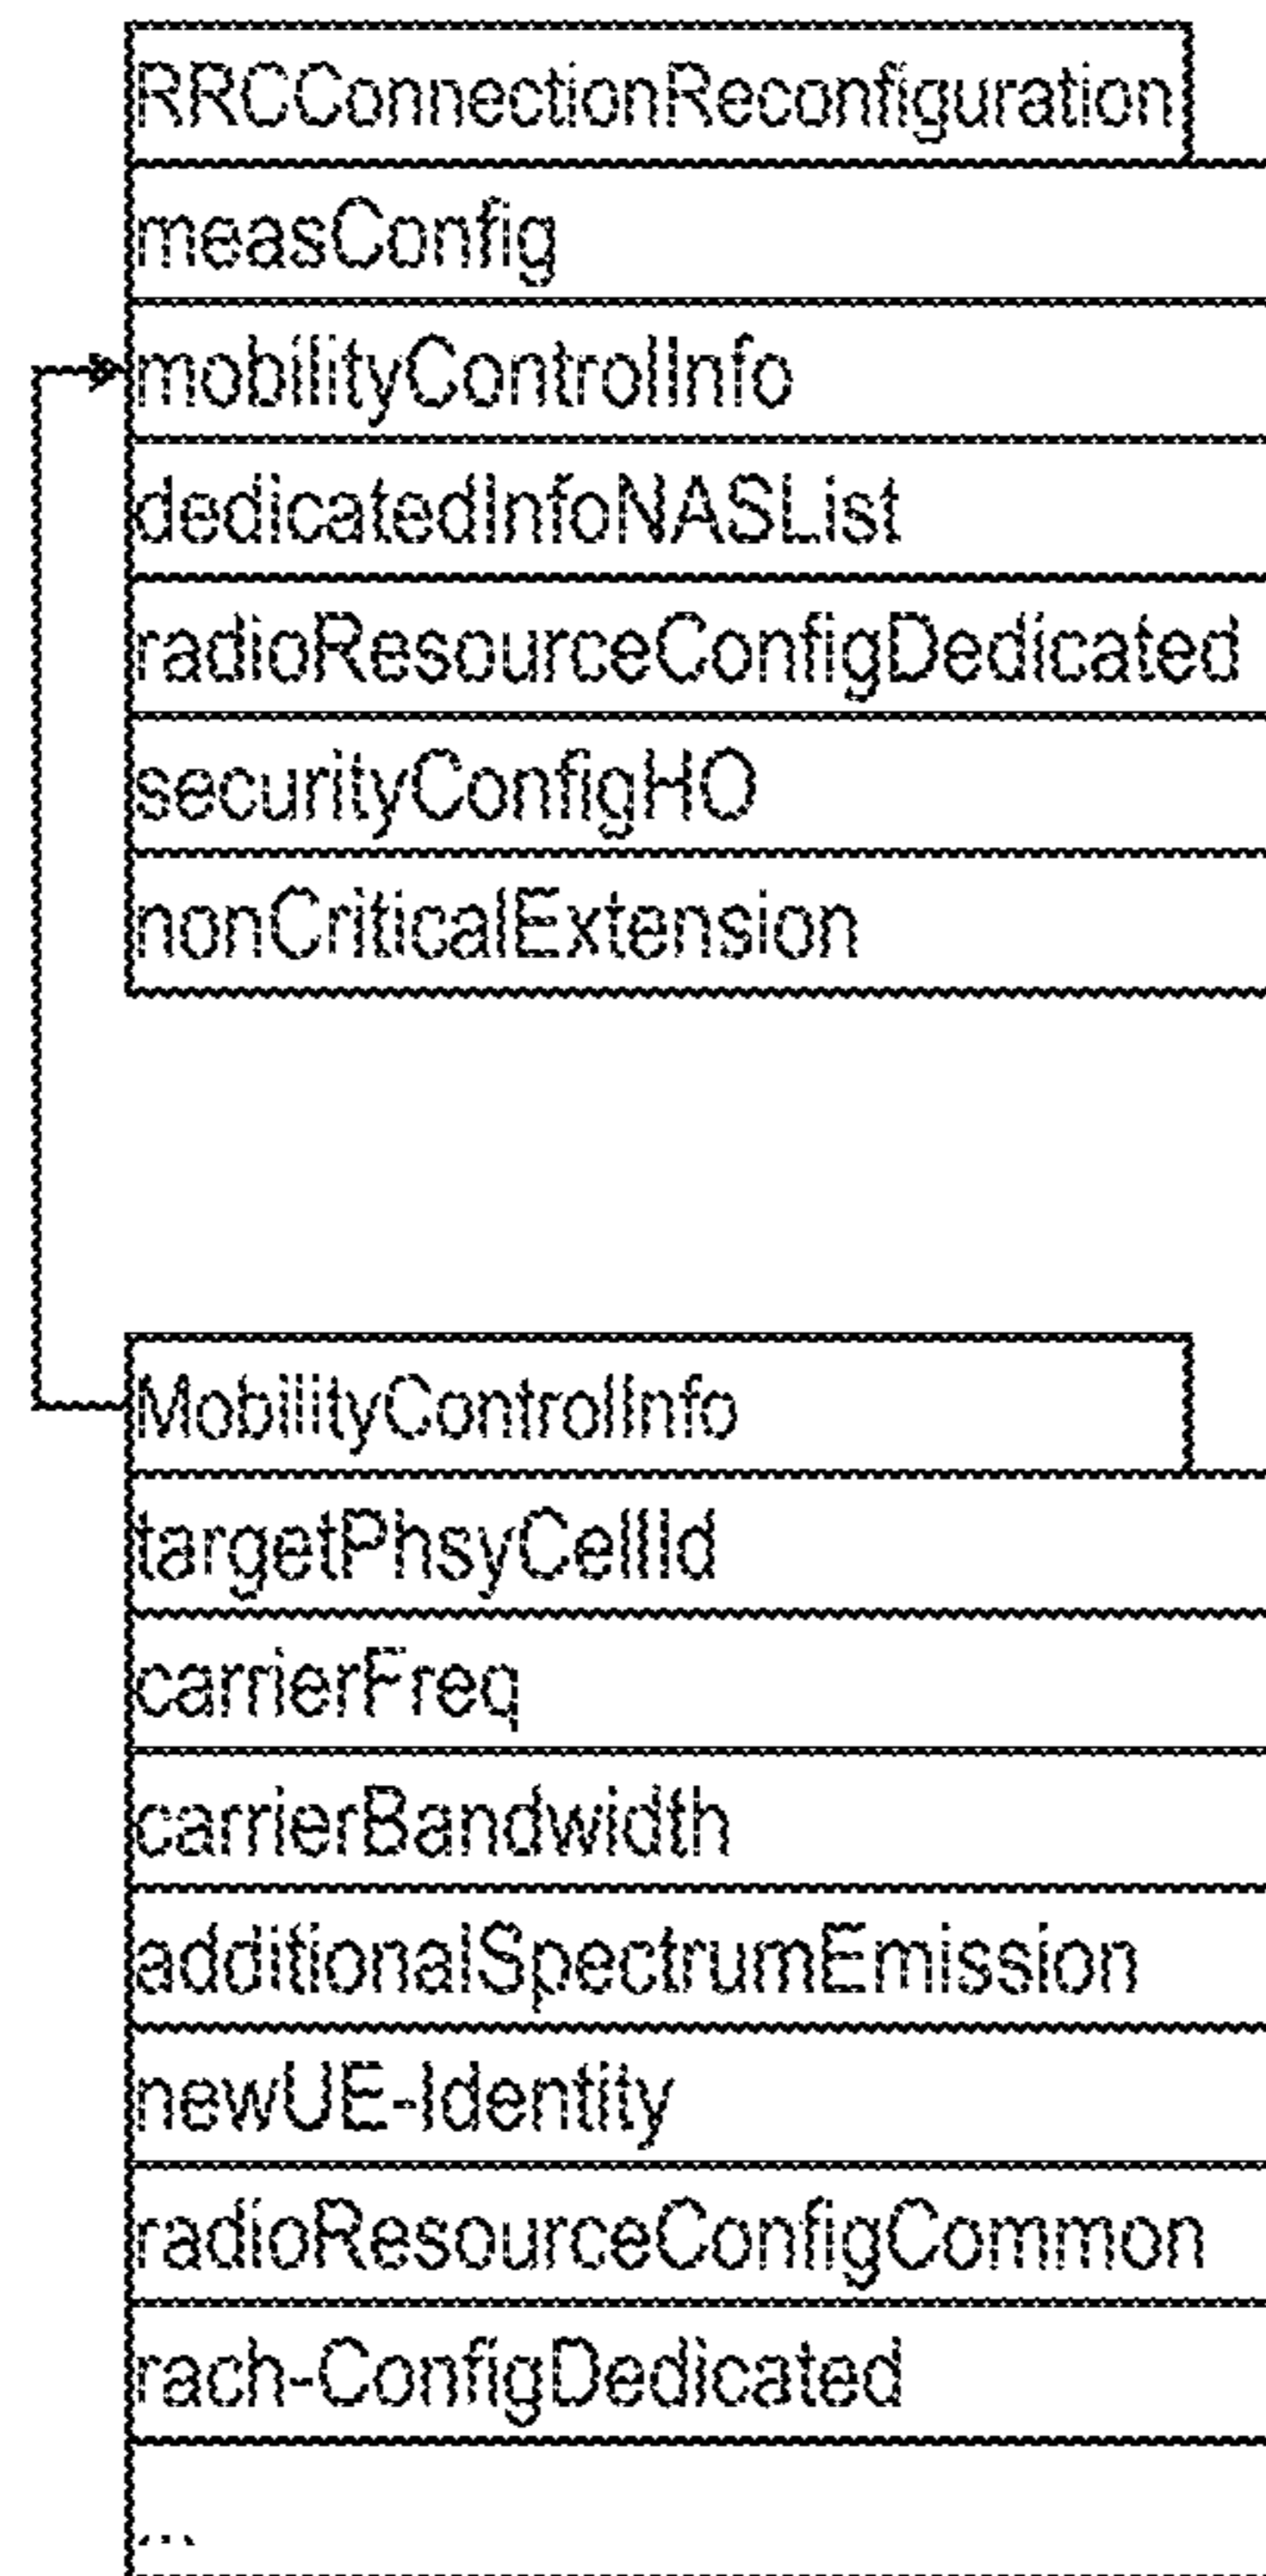 RRCConnectionReconfiguration
measConfig
mobilityControlInfo
dedicatedInfoNASList
radioResourceConfigDedicated
securityConfigHO
nonCriticalExtension
MobilityControlInfo
targetPhsyCellId
carrierFreq
carrierBandwidth
additionalSpectrumEmission
newUE-Identity
radioResourceConfigCommon
rach-ConfigDedicated
...